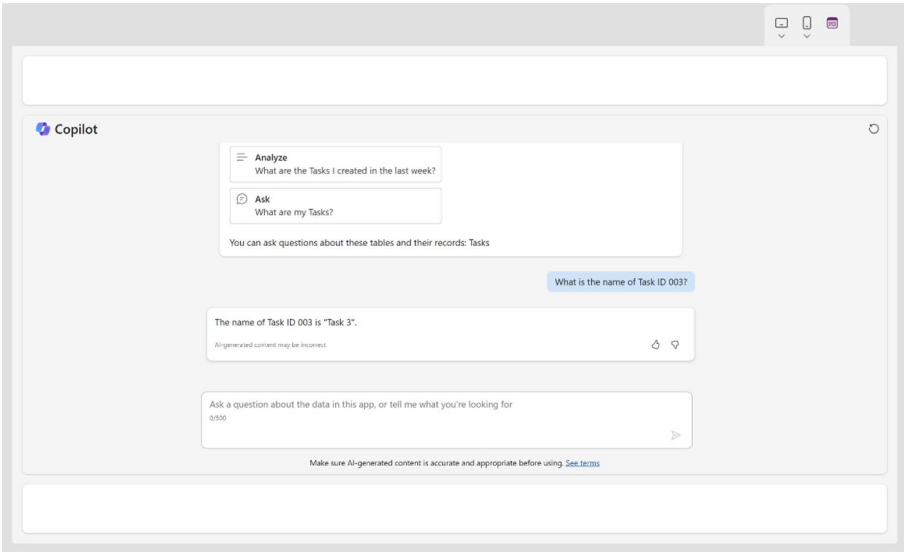 Copilot
Analyze
What are the Tasks I created in the last week?
Ask
What are my Tasks?
You can ask questions about these tables and their records: Tasks
What is the name of Task ID 003?
The name of Task ID 003 is "Task 3".
AI-generated content may be incorrect
Ask a question about the data in this app, or tell me what you're looking for
0/500
Make sure AI-generated content is accurate and appropriate before using. See terms